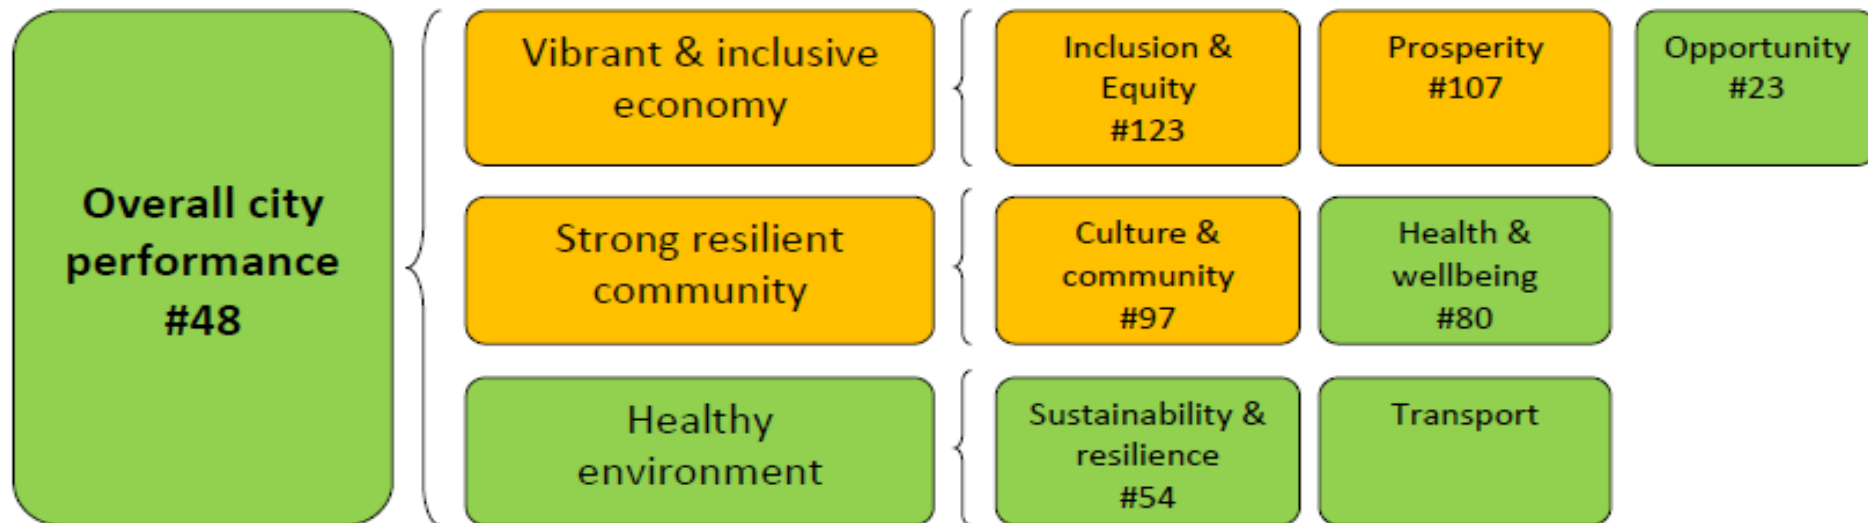 Overall city
performance
#48
Vibrant & inclusive
economy
Inclusion &
Equity
#123
Prosperity
#107
Opportunity
#23
Strong resilient
community
Culture &
community
#97
Health &
wellbeing
#80
Healthy
environment
Sustainability &
resilience
#54
Transport